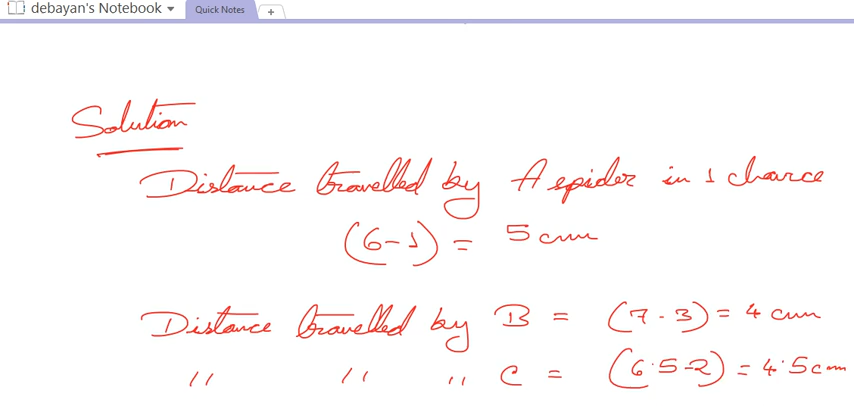 debayan's Notebook
Quick Notes
+
Solution
Distance travelled by A spider in 1 chance
(6-1) = 5 cm
Distance travelled by B = (7-3) = 4 cm
" " " C = (6.5-2) = 4.5 cm